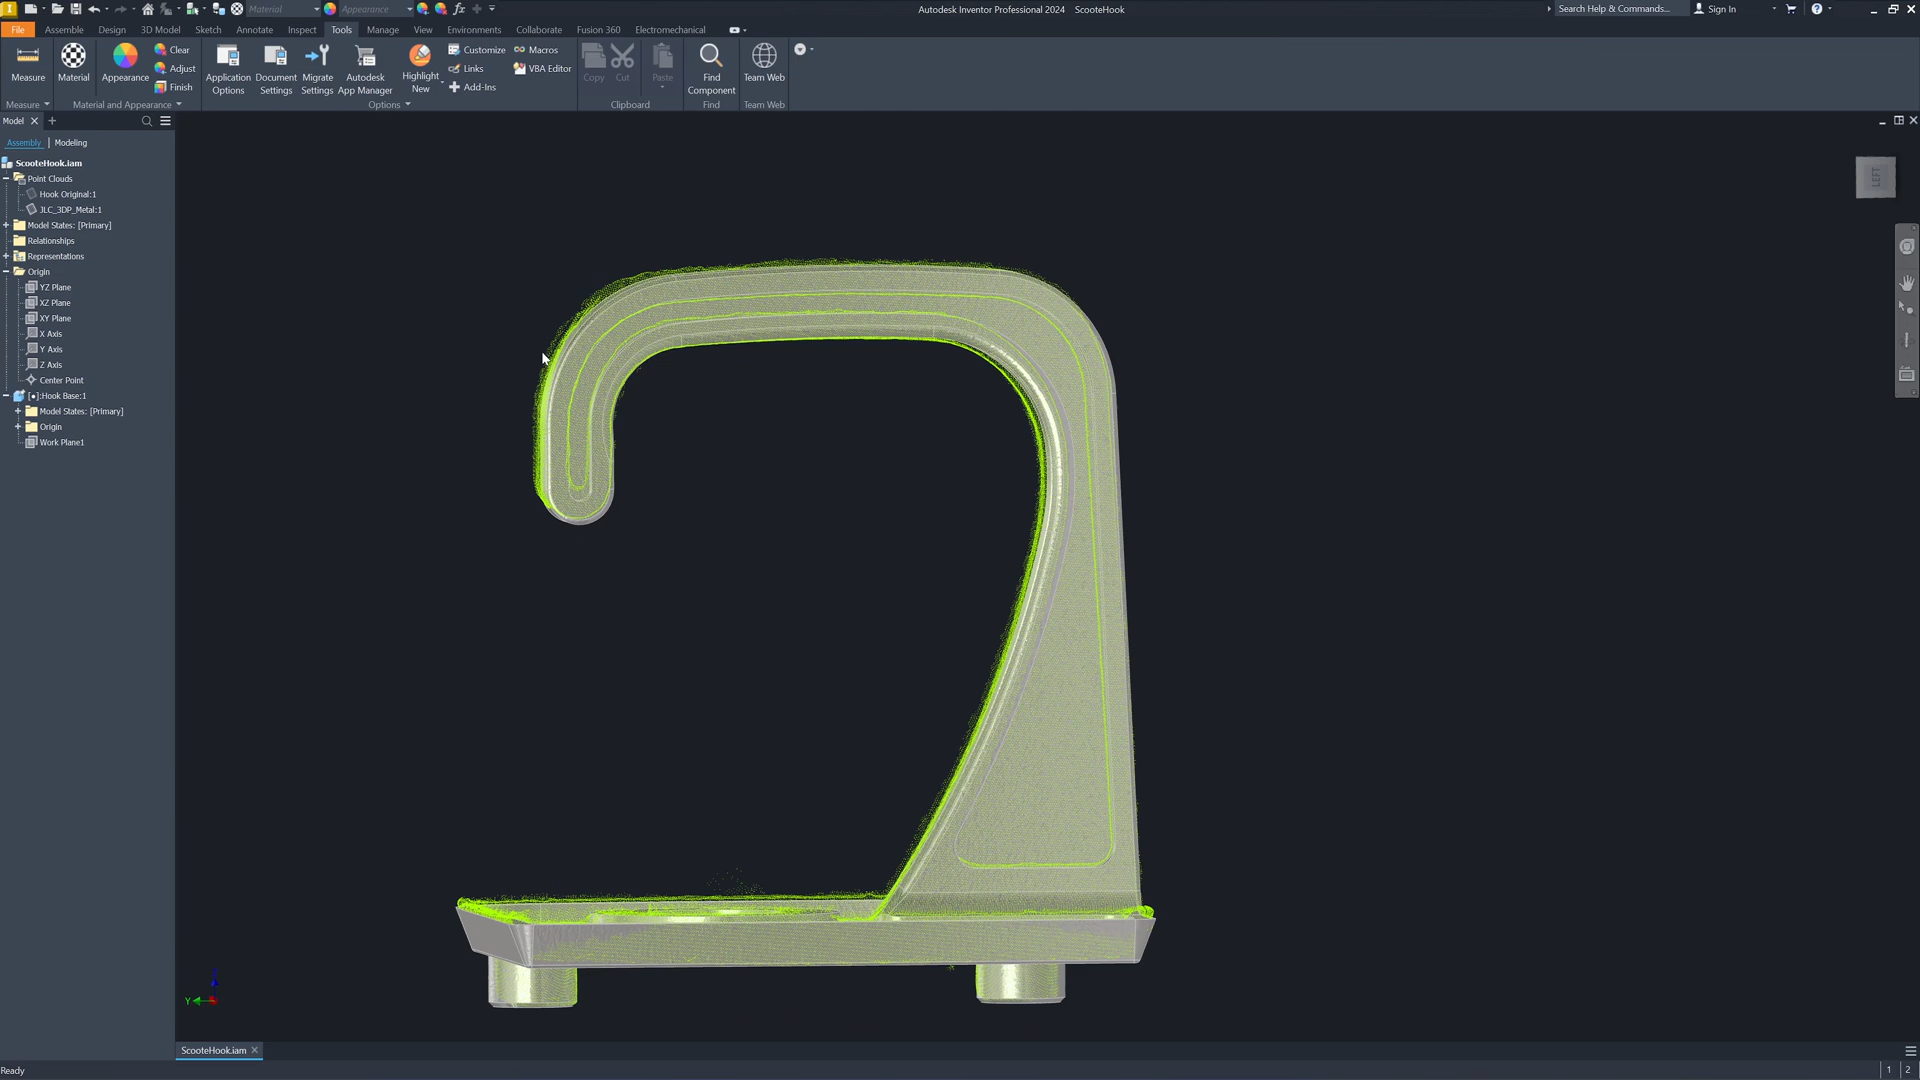 Material
Appearance
fx
Autodesk Inventor Professional 2024 ScooteHook
Search Help & Commands...
Sign In
File Assemble Design 3D Model Sketch Annotate Inspect Tools Manage View Environments Collaborate Fusion 360 Electromechanical
Measure
Material
Appearance
Clear
Adjust
Finish
Application Options
Document Settings
Migrate Settings
Autodesk App Manager
Highlight New
Customize
Links
Add-Ins
Macros
VBA Editor
Copy
Cut
Paste
Find Component
Team Web
Measure
Material and Appearance
Options
Clipboard
Find
Team Web
Model
Assembly | Modeling
ScooteHook.iam
Point Clouds
Hook Original:1
JLC_3DP_Metal:1
Model States: [Primary]
Relationships
Representations
Origin
YZ Plane
XZ Plane
XY Plane
X Axis
Y Axis
Z Axis
Center Point
[●]:Hook Base:1
Model States: [Primary]
Origin
Work Plane1
LEFT
Y
ScooteHook.iam
Ready
1 2